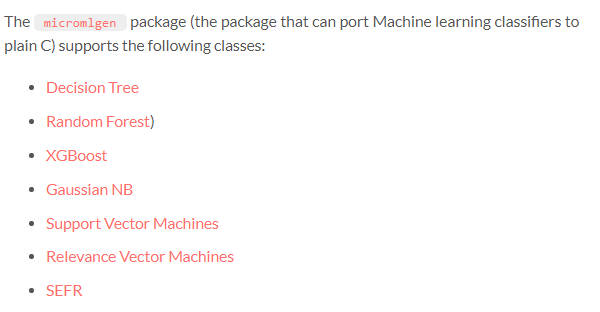 The micromlgen package (the package that can port Machine learning classifiers to
plain C) supports the following classes:
• Decision Tree
• Random Forest)
• XGBoost
• Gaussian NB
• Support Vector Machines
• Relevance Vector Machines
• SEFR